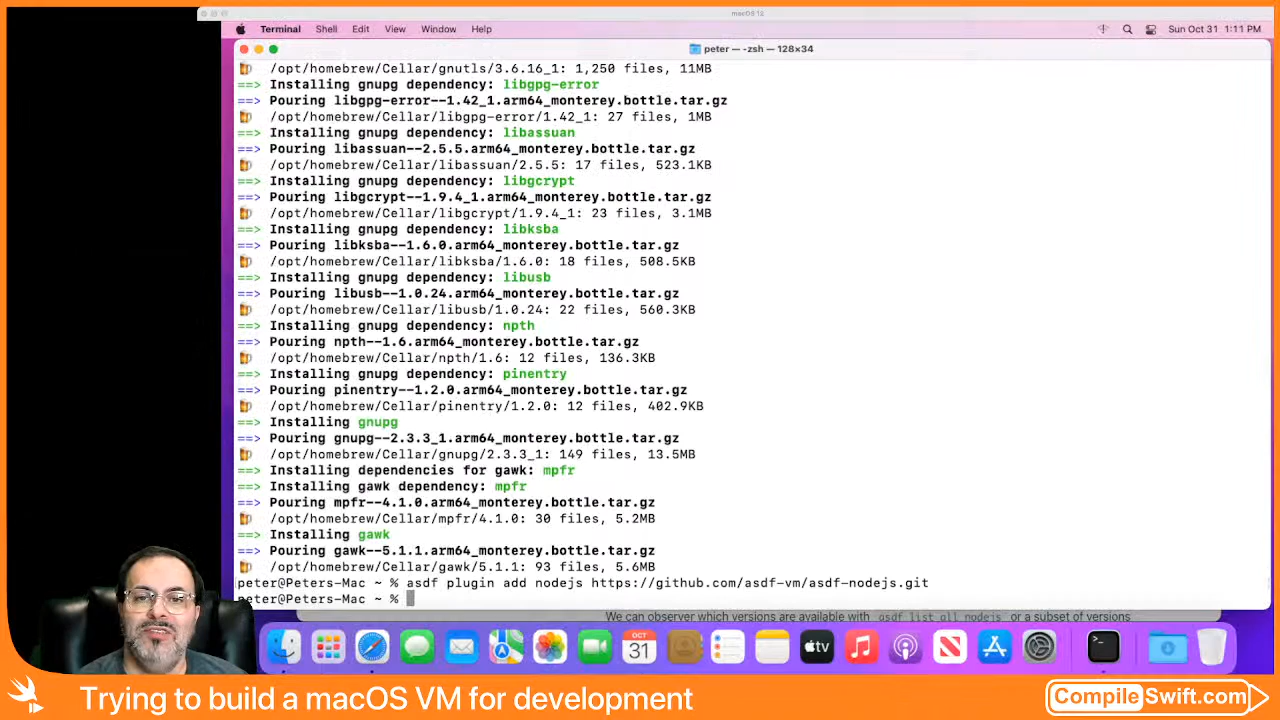 macOS 12
Terminal Shell Edit View Window Help Sun Oct 31 1:11 PM
peter — -zsh — 128×34
/opt/homebrew/Cellar/gnutls/3.6.16_1: 1,250 files, 11MB
==> Installing gnupg dependency: libgpg-error
==> Pouring libgpg-error--1.42_1.arm64_monterey.bottle.tar.gz
/opt/homebrew/Cellar/libgpg-error/1.42_1: 27 files, 1MB
==> Installing gnupg dependency: libassuan
==> Pouring libassuan--2.5.5.arm64_monterey.bottle.tar.gz
/opt/homebrew/Cellar/libassuan/2.5.5: 17 files, 523.1KB
==> Installing gnupg dependency: libgcrypt
==> Pouring libgcrypt--1.9.4_1.arm64_monterey.bottle.tar.gz
/opt/homebrew/Cellar/libgcrypt/1.9.4_1: 23 files, 3.1MB
==> Installing gnupg dependency: libksba
==> Pouring libksba--1.6.0.arm64_monterey.bottle.tar.gz
/opt/homebrew/Cellar/libksba/1.6.0: 18 files, 508.5KB
==> Installing gnupg dependency: libusb
==> Pouring libusb--1.0.24.arm64_monterey.bottle.tar.gz
/opt/homebrew/Cellar/libusb/1.0.24: 22 files, 560.3KB
==> Installing gnupg dependency: npth
==> Pouring npth--1.6.arm64_monterey.bottle.tar.gz
/opt/homebrew/Cellar/npth/1.6: 12 files, 136.3KB
==> Installing gnupg dependency: pinentry
==> Pouring pinentry--1.2.0.arm64_monterey.bottle.tar.gz
/opt/homebrew/Cellar/pinentry/1.2.0: 12 files, 402.9KB
==> Installing gnupg
==> Pouring gnupg--2.3.3_1.arm64_monterey.bottle.tar.gz
/opt/homebrew/Cellar/gnupg/2.3.3_1: 149 files, 13.5MB
==> Installing dependencies for gawk: mpfr
==> Installing gawk dependency: mpfr
==> Pouring mpfr--4.1.0.arm64_monterey.bottle.tar.gz
/opt/homebrew/Cellar/mpfr/4.1.0: 30 files, 5.2MB
==> Installing gawk
==> Pouring gawk--5.1.1.arm64_monterey.bottle.tar.gz
/opt/homebrew/Cellar/gawk/5.1.1: 93 files, 5.6MB
peter@Peters-Mac ~ % asdf plugin add nodejs https://github.com/asdf-vm/asdf-nodejs.git
peter@Peters-Mac ~ %
We can observer which versions are available with asdf list all nodejs or a subset of versions
OCT
31
tv
>_
Trying to build a macOS VM for development
CompileSwift.com